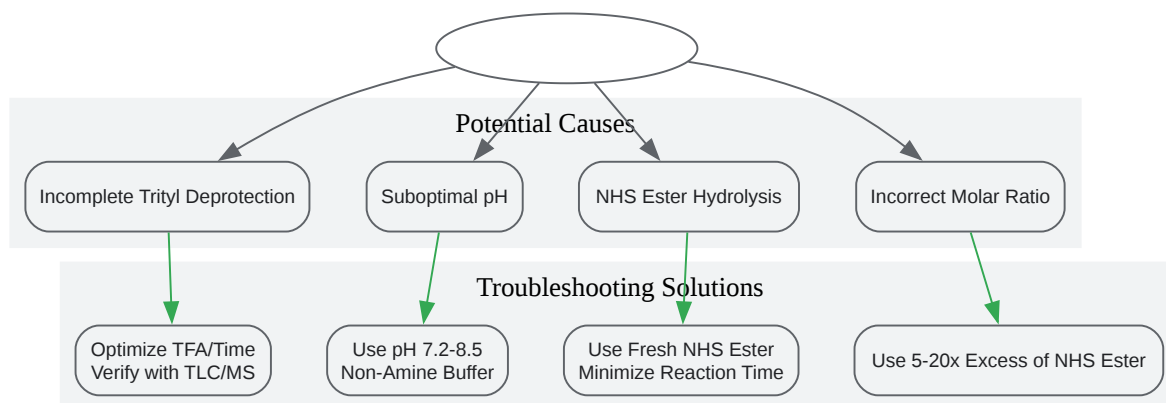 Potential Causes
Incomplete Trityl Deprotection
Suboptimal pH
NHS Ester Hydrolysis
Incorrect Molar Ratio
Troubleshooting Solutions
Optimize TFA/Time
Verify with TLC/MS
Use pH 7.2-8.5
Non-Amine Buffer
Use Fresh NHS Ester
Minimize Reaction Time
Use 5-20x Excess of NHS Ester